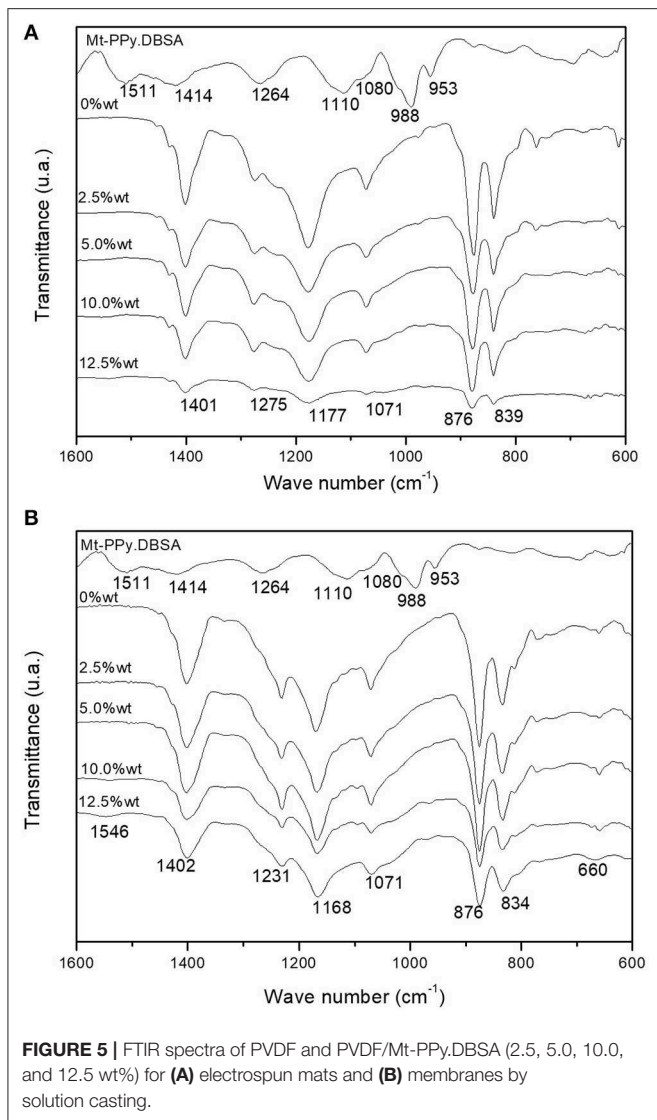 A
Mt-PPy.DBSA
1511 1414 1264 1110 1080 988 953
0%wt
2.5%wt
5.0%wt
10.0%wt
12.5%wt
1401 1275 1177 1071 876 839
Transmittance (u.a.)
1600 1400 1200 1000 800 600
Wave number (cm⁻¹)
B
Mt-PPy.DBSA
1511 1414 1264 1110 1080 988 953
0%wt
2.5%wt
5.0%wt
10.0%wt
12.5%wt
1546 1402 1231 1168 1071 876 834 660
Transmittance (u.a.)
1600 1400 1200 1000 800 600
Wave number (cm⁻¹)
FIGURE 5 | FTIR spectra of PVDF and PVDF/Mt-PPy.DBSA (2.5, 5.0, 10.0,
and 12.5 wt%) for (A) electrospun mats and (B) membranes by
solution casting.